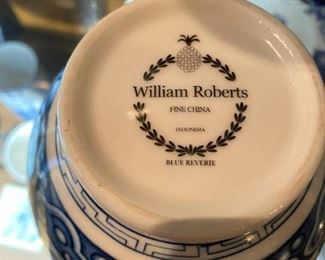 William Roberts
FINE CHINA
INDONESIA
BLUE REVERIE